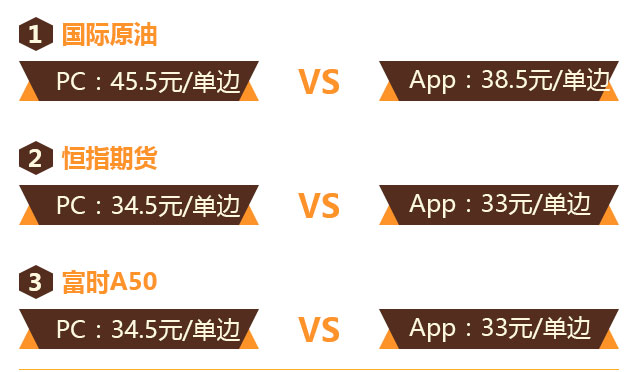 1 国际原油
PC：45.5元/单边 VS App：38.5元/单边
2 恒指期货
PC：34.5元/单边 VS App：33元/单边
3 富时A50
PC：34.5元/单边 VS App：33元/单边